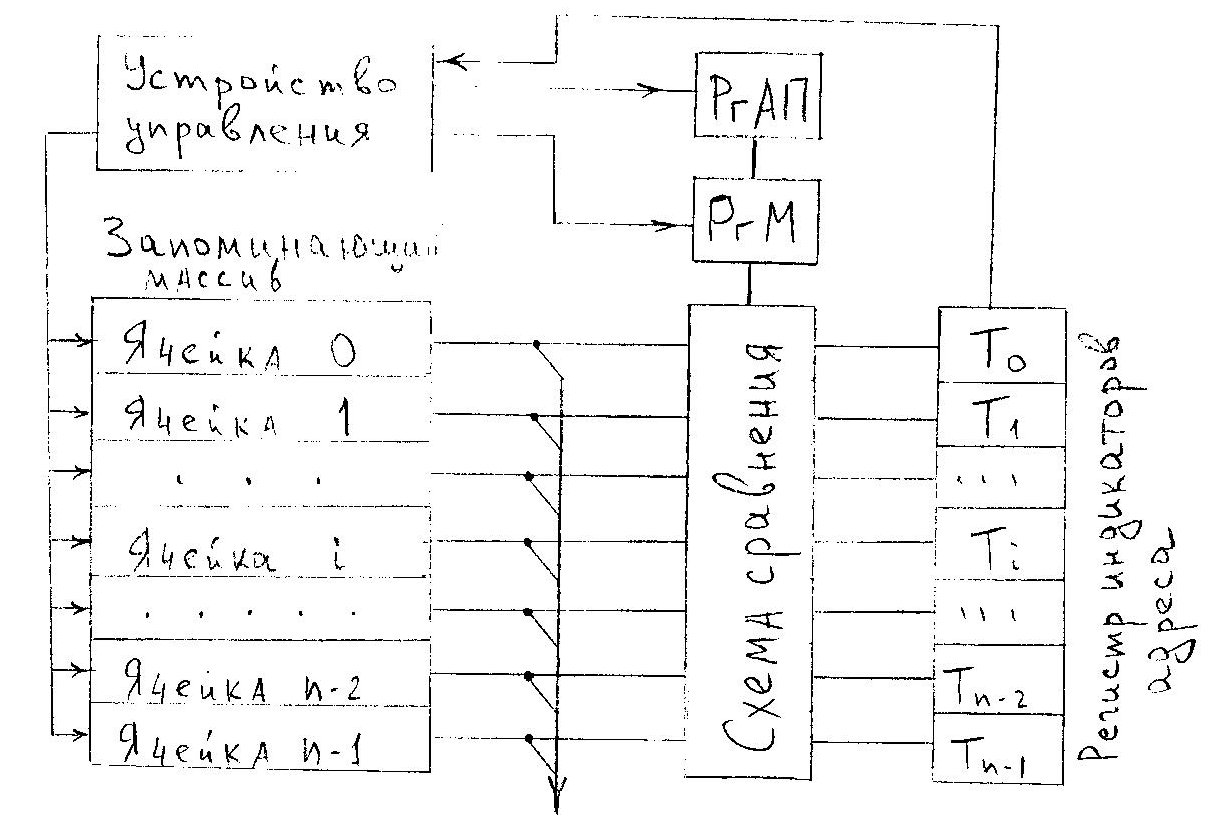 Устройство
управления
РгАП
РгМ
Запоминающий
массив
Ячейка 0
Ячейка 1
. . .
Ячейка i
. . . . .
Ячейка n-2
Ячейка n-1
Схема сравнения
T₀
T₁
...
Tᵢ
...
Tₙ₋₂
Tₙ₋₁
Регистр индикаторов
адреса